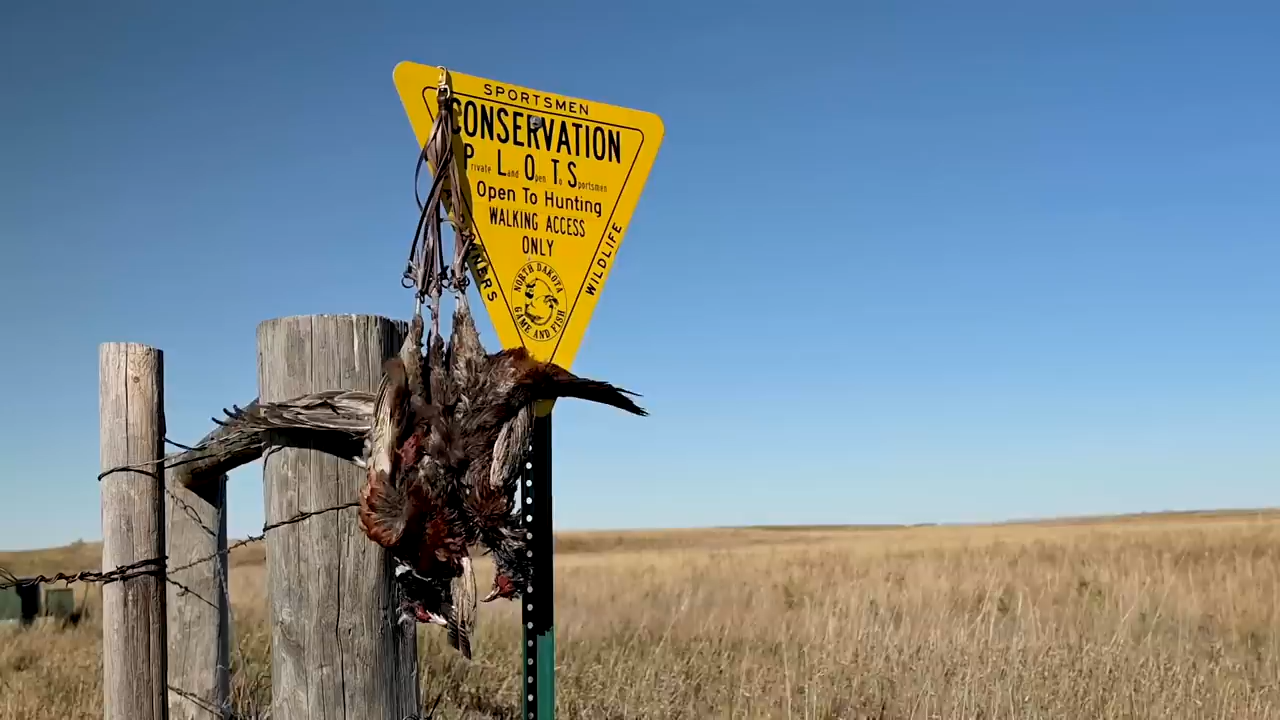 SPORTSMEN
CONSERVATION
Private Land Open To Sportsmen
Open To Hunting
WALKING ACCESS
ONLY
WILDLIFE
NORTH DAKOTA
GAME AND FISH